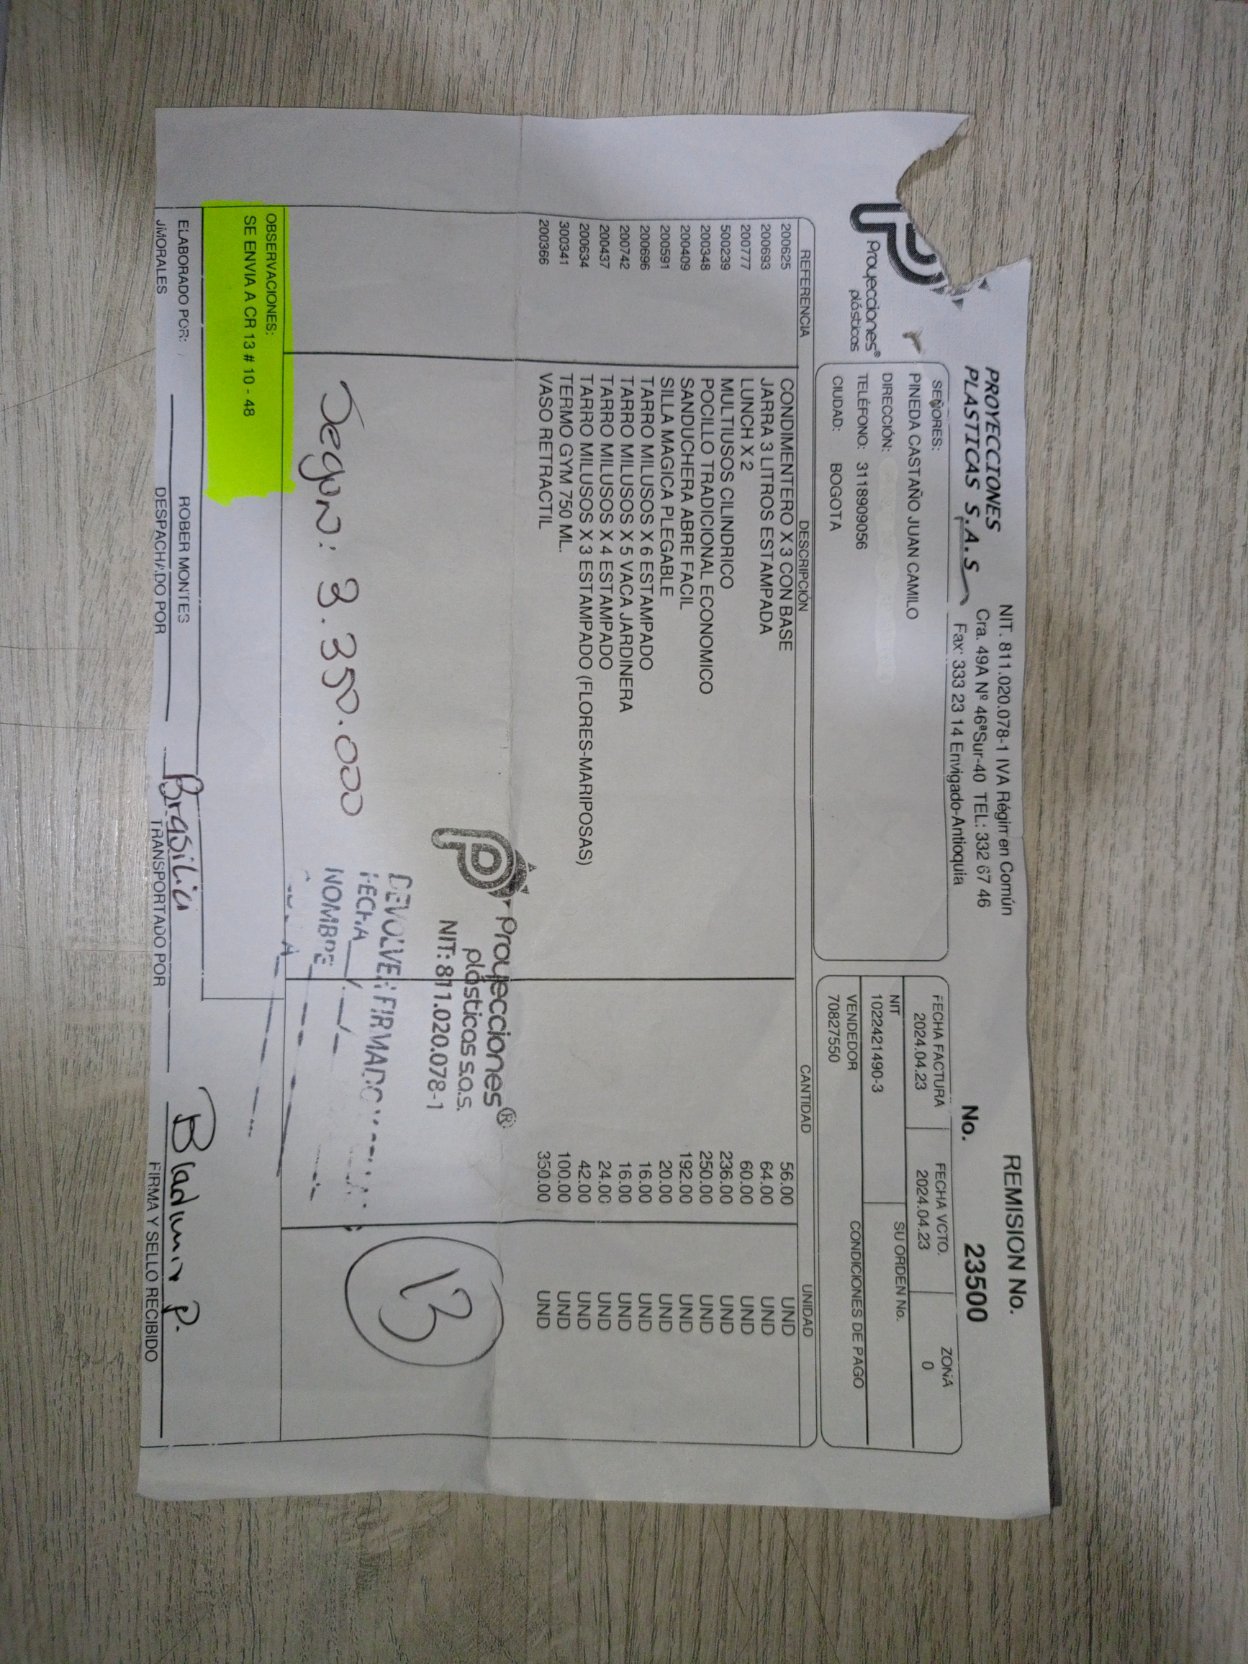 Proyecciones®
plásticos
PROYECCIONES
PLASTICAS S.A.S
NIT. 811.020.078-1 IVA Régimen Común
Cra. 49A Nº 46ªSur-40 TEL: 332 67 46
Fax: 333 23 14 Envigado-Antioquia
REMISION No.
No. 23500
SEÑORES:
PINEDA CASTAÑO JUAN CAMILO
DIRECCIÓN:
TELÉFONO: 3118909056
CIUDAD: BOGOTA
FECHA FACTURA FECHA VCTO. ZONA
2024.04.23 2024.04.23 0
NIT SU ORDEN No.
1022421490-3
VENDEDOR CONDICIONES DE PAGO
70827550
REFERENCIA DESCRIPCIÓN CANTIDAD UNIDAD
200625 CONDIMENTERO X 3 CON BASE 56.00 UND
200693 JARRA 3 LITROS ESTAMPADA 64.00 UND
200777 LUNCH X 2 60.00 UND
500239 MULTIUSOS CILINDRICO 236.00 UND
200348 POCILLO TRADICIONAL ECONOMICO 250.00 UND
200409 SANDUCHERA ABRE FACIL 192.00 UND
200591 SILLA MAGICA PLEGABLE 20.00 UND
200696 TARRO MILUSOS X 6 ESTAMPADO 16.00 UND
200742 TARRO MILUSOS X 5 VACA JARDINERA 16.00 UND
200437 TARRO MILUSOS X 4 ESTAMPADO 24.00 UND
200634 TARRO MILUSOS X 3 ESTAMPADO (FLORES-MARIPOSAS) 42.00 UND
300341 TERMO GYM 750 ML. 100.00 UND
200366 VASO RETRACTIL 350.00 UND
Proyecciones®
plásticos s.a.s.
NIT: 811.020.078-1
13
DEVOLVER FIRMADO
FECHA
NOMBRE
Segun: 3.350.000
OBSERVACIONES:
SE ENVIA A CR 13 # 10 - 48
ELABORADO POR: ROBER MONTES Brasilia Bladimir P.
JMORALES DESPACHADO POR TRANSPORTADO POR FIRMA Y SELLO RECIBIDO